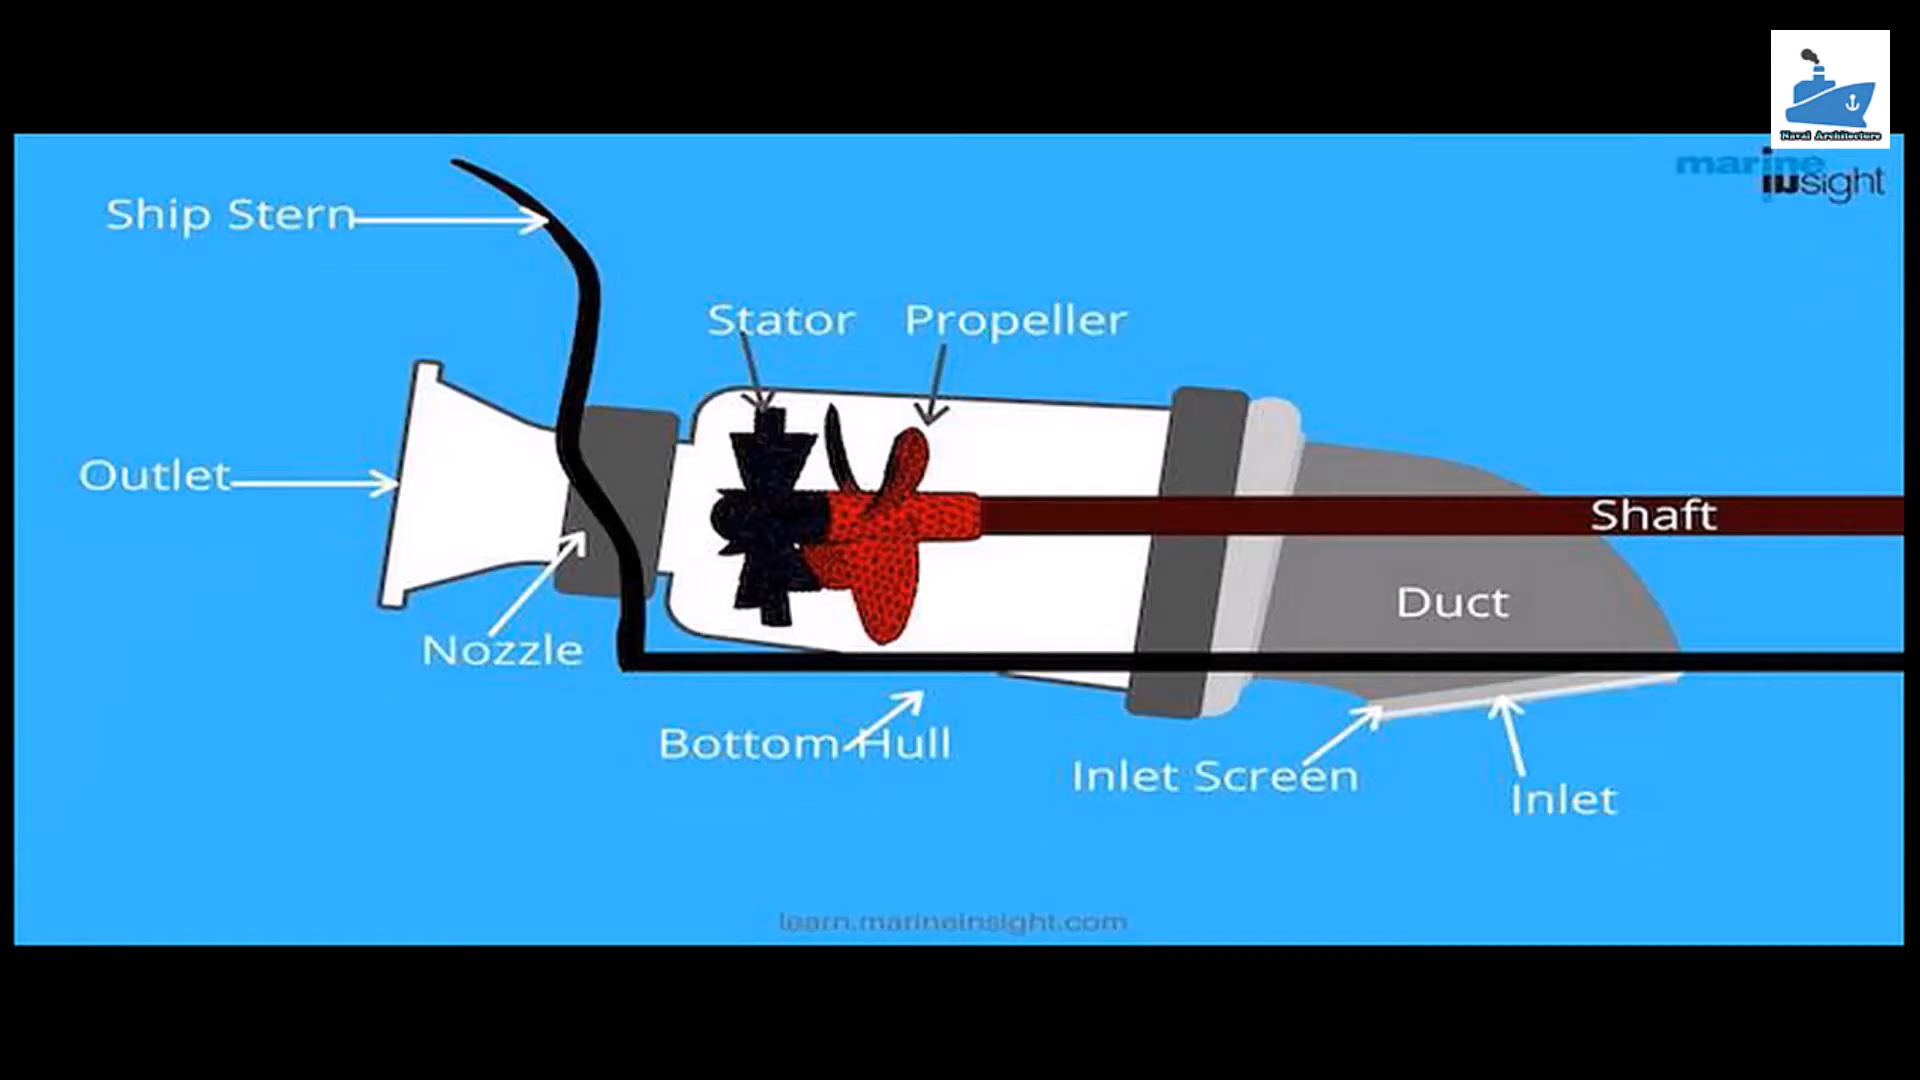 Naval Architecture
marine
insight
Ship Stern
Stator
Propeller
Outlet
Shaft
Duct
Nozzle
Bottom Hull
Inlet Screen
Inlet
learn.marineinsight.com